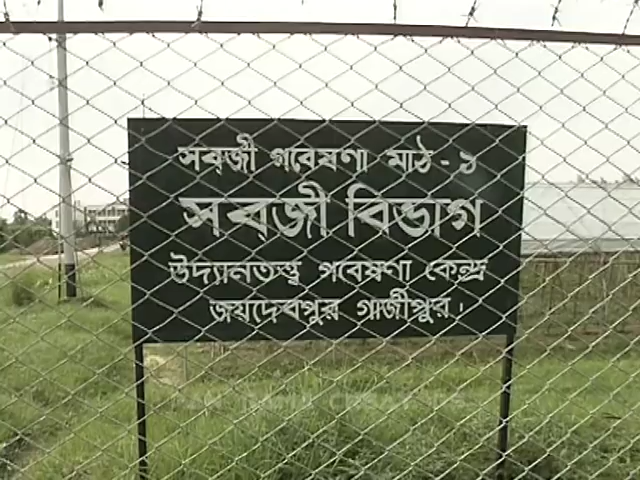 সবজী গবেষণা মাঠ - ১
সবজী বিভাগ
উদ্যানতত্ত্ব গবেষণা কেন্দ্র
জয়দেবপুর গাজীপুর।